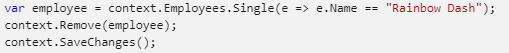 var employee = context.Employees.Single(e => e.Name == "Rainbow Dash");
context.Remove(employee);
context.SaveChanges();